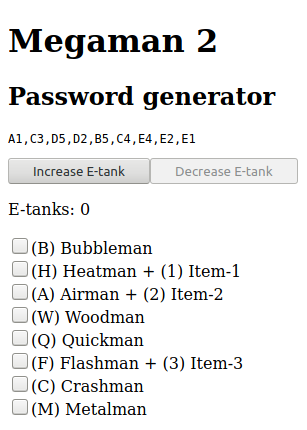 Megaman 2
Password generator
A1,C3,D5,D2,B5,C4,E4,E2,E1
Increase E-tank Decrease E-tank
E-tanks: 0
(B) Bubbleman
(H) Heatman + (1) Item-1
(A) Airman + (2) Item-2
(W) Woodman
(Q) Quickman
(F) Flashman + (3) Item-3
(C) Crashman
(M) Metalman